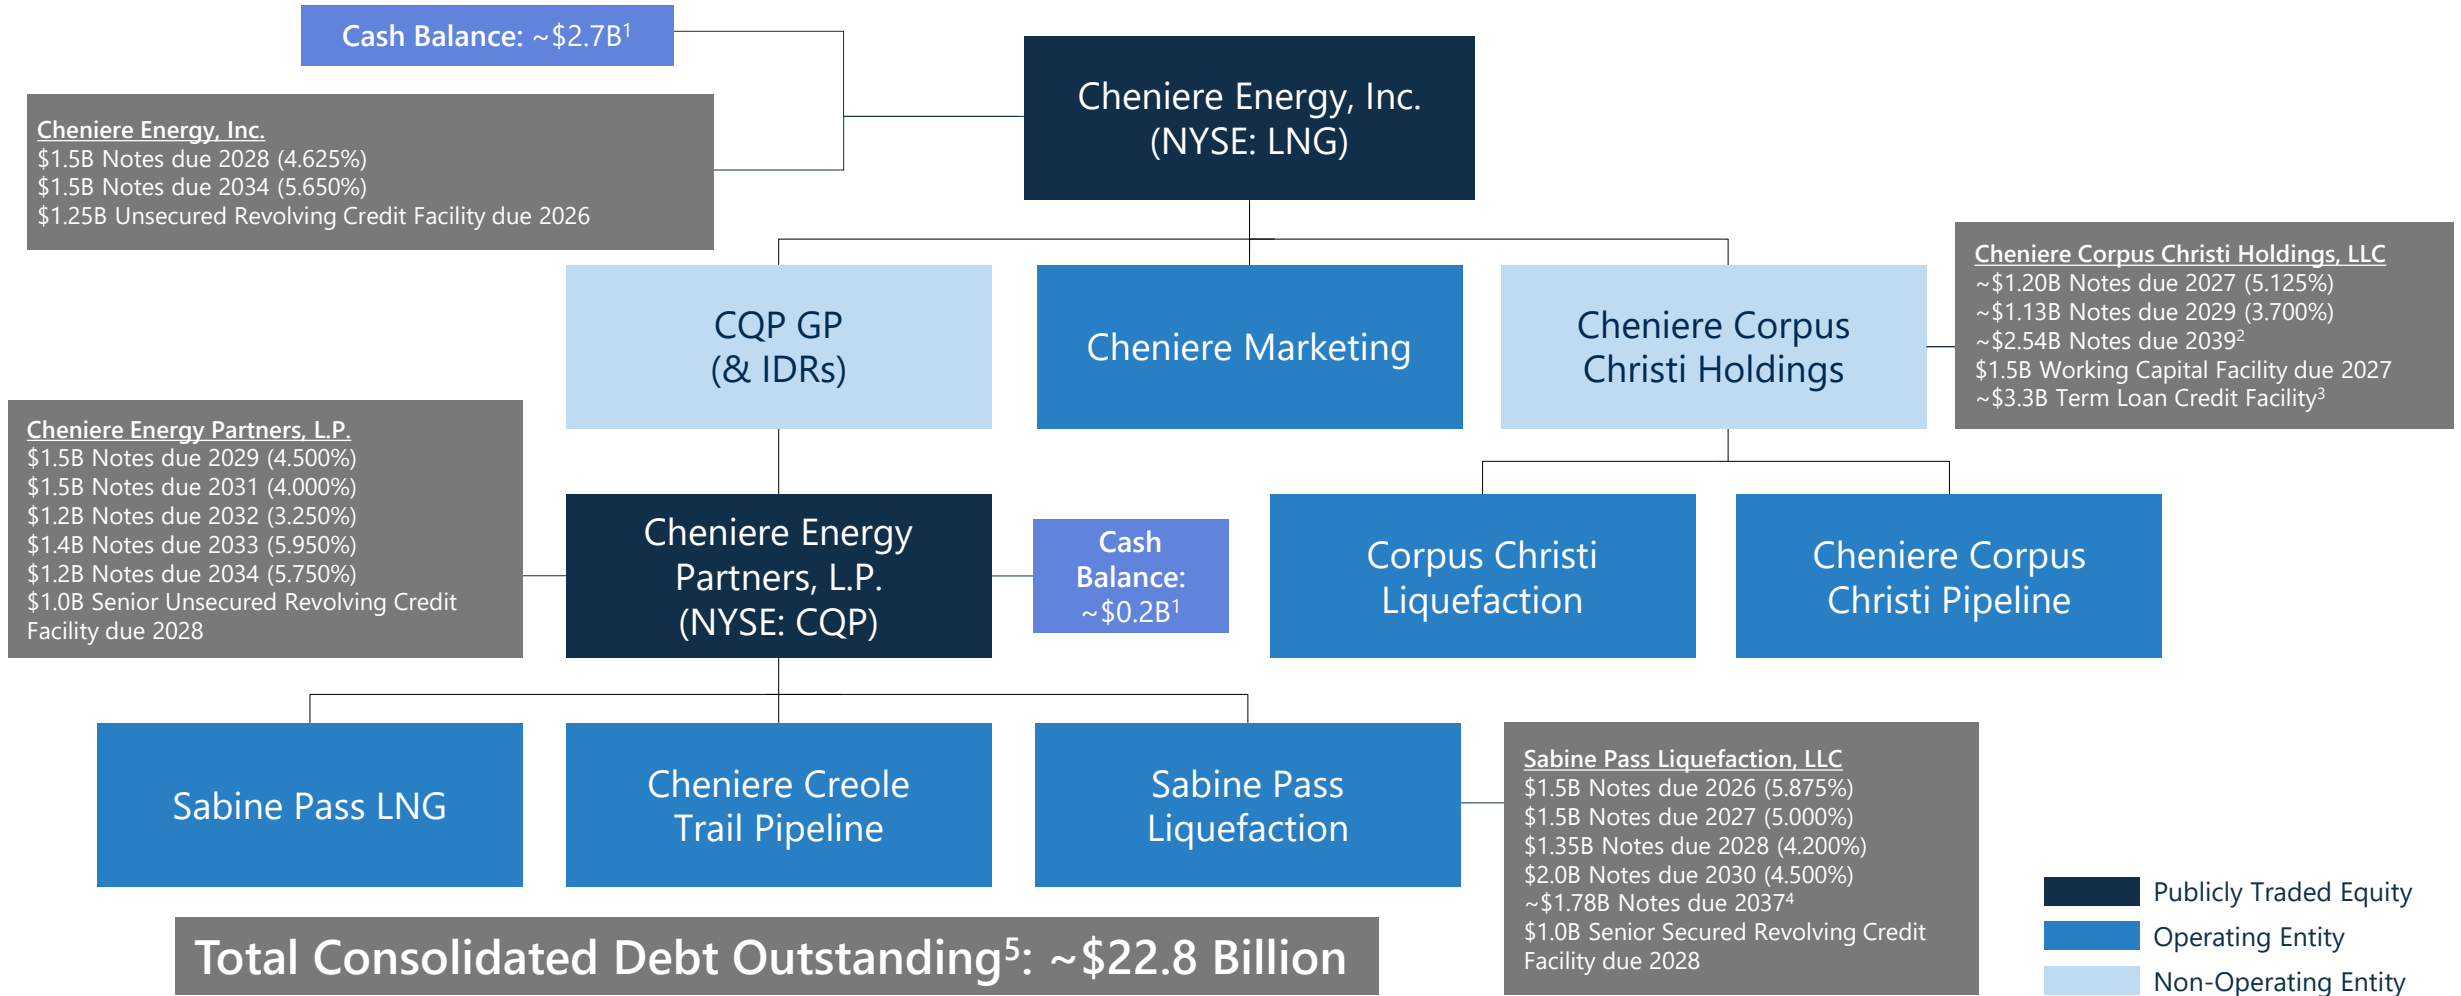 Cash Balance: ~$2.7B¹
Cheniere Energy, Inc.
(NYSE: LNG)
Cheniere Energy, Inc.
$1.5B Notes due 2028 (4.625%)
$1.5B Notes due 2034 (5.650%)
$1.25B Unsecured Revolving Credit Facility due 2026
CQP GP
(& IDRs)
Cheniere Marketing
Cheniere Corpus
Christi Holdings
Cheniere Corpus Christi Holdings, LLC
~$1.20B Notes due 2027 (5.125%)
~$1.13B Notes due 2029 (3.700%)
~$2.54B Notes due 2039²
$1.5B Working Capital Facility due 2027
~$3.3B Term Loan Credit Facility³
Cheniere Energy Partners, L.P.
$1.5B Notes due 2029 (4.500%)
$1.5B Notes due 2031 (4.000%)
$1.2B Notes due 2032 (3.250%)
$1.4B Notes due 2033 (5.950%)
$1.2B Notes due 2034 (5.750%)
$1.0B Senior Unsecured Revolving Credit
Facility due 2028
Cheniere Energy
Partners, L.P.
(NYSE: CQP)
Cash
Balance:
~$0.2B¹
Corpus Christi
Liquefaction
Cheniere Corpus
Christi Pipeline
Sabine Pass LNG
Cheniere Creole
Trail Pipeline
Sabine Pass
Liquefaction
Sabine Pass Liquefaction, LLC
$1.5B Notes due 2026 (5.875%)
$1.5B Notes due 2027 (5.000%)
$1.35B Notes due 2028 (4.200%)
$2.0B Notes due 2030 (4.500%)
~$1.78B Notes due 2037⁴
$1.0B Senior Secured Revolving Credit
Facility due 2028
Total Consolidated Debt Outstanding⁵: ~$22.8 Billion
Publicly Traded Equity
Operating Entity
Non-Operating Entity